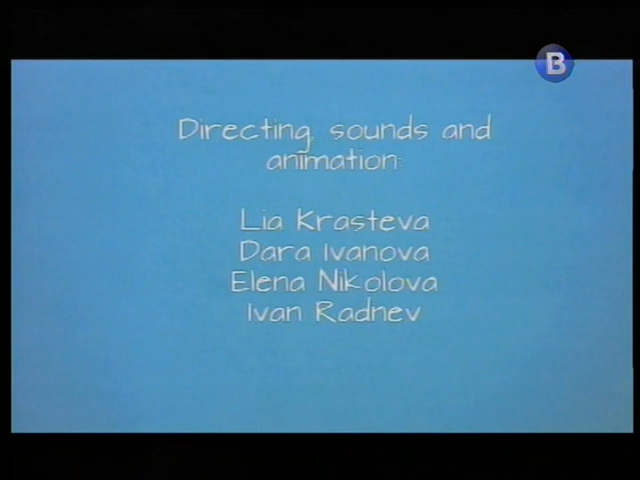 B
Directing, sounds and
animation:
Lia Krasteva
Dara Ivanova
Elena Nikolova
Ivan Radnev